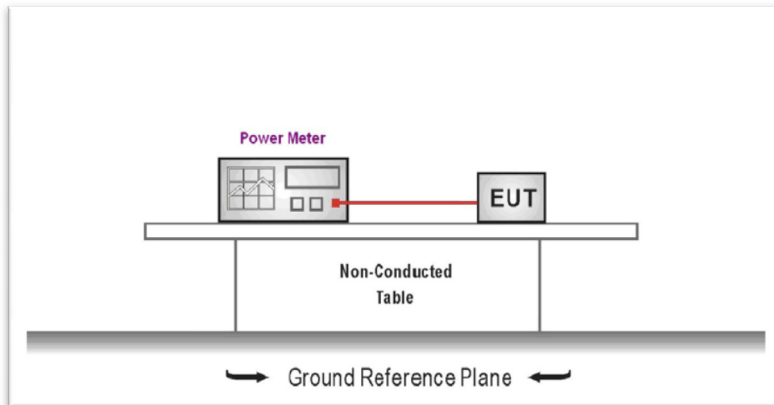 Power Meter
EUT
Non-Conducted
Table
Ground Reference Plane